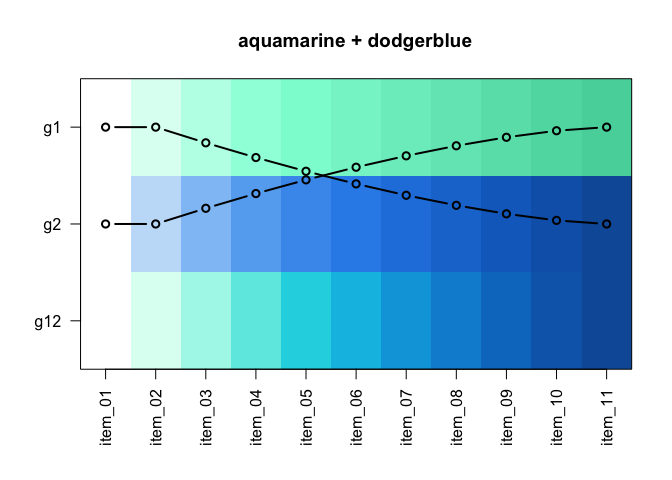 aquamarine + dodgerblue
g1
g2
g12
item_01
item_02
item_03
item_04
item_05
item_06
item_07
item_08
item_09
item_10
item_11